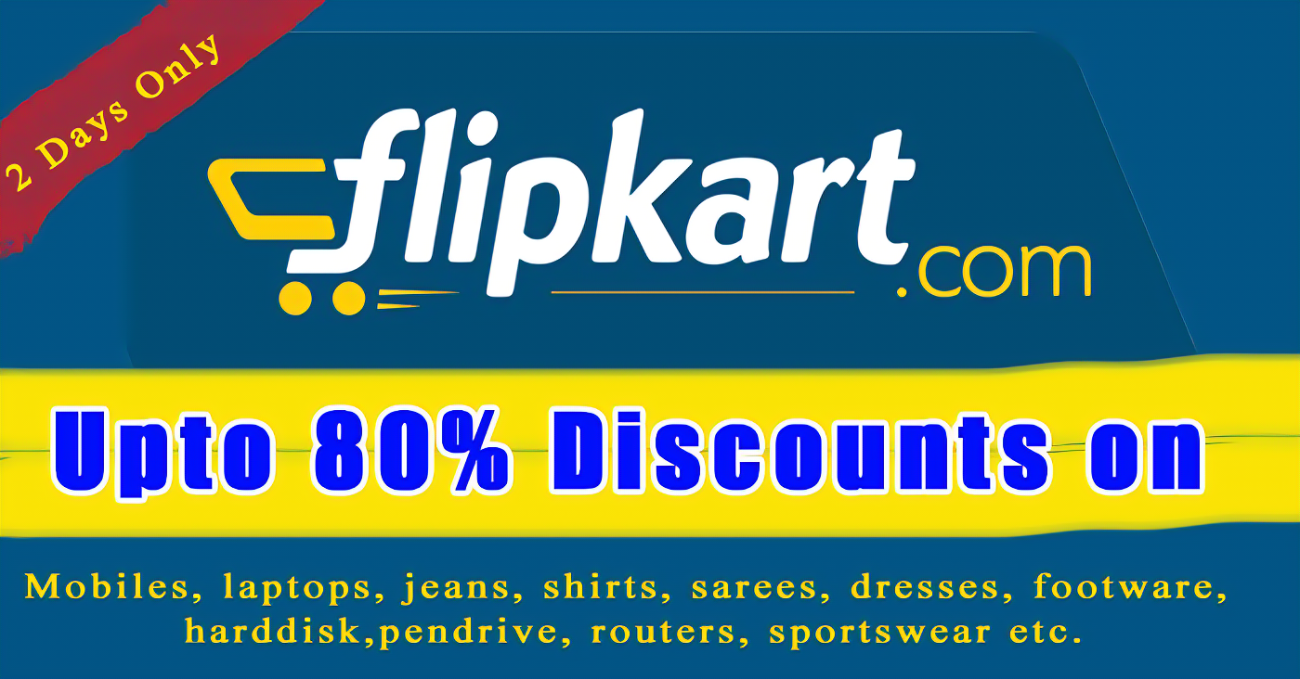 2 Days Only
flipkart
.com
Upto 80% Discounts on
Mobiles, laptops, jeans, shirts, sarees, dresses, footware,
harddisk,pendrive, routers, sportswear etc.